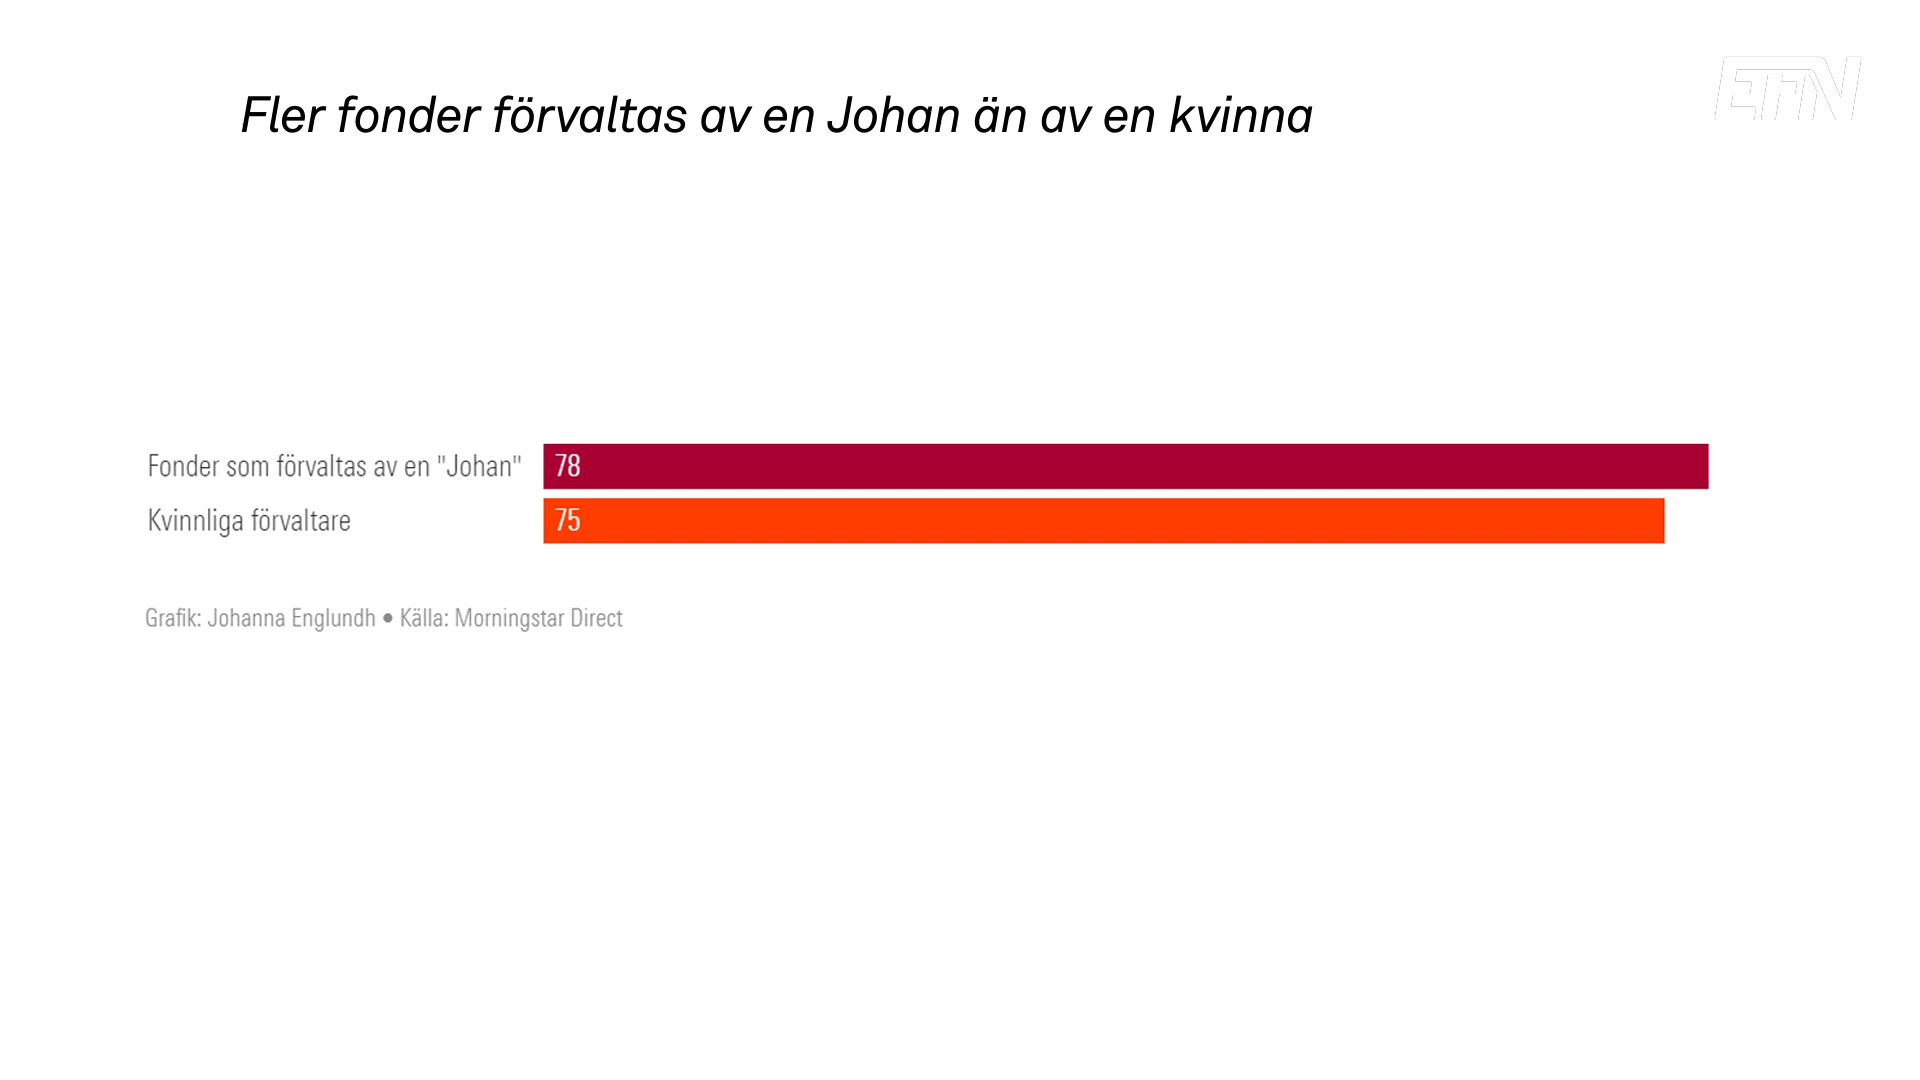 EFN
Fler fonder förvaltas av en Johan än av en kvinna
Fonder som förvaltas av en "Johan" 78
Kvinnliga förvaltare 75
Grafik: Johanna Englundh • Källa: Morningstar Direct